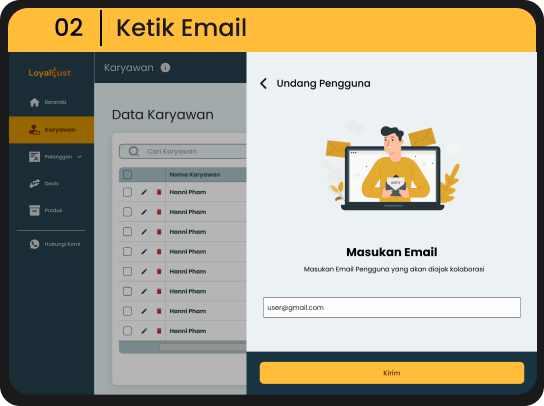 02 Ketik Email
LoyalCust
Beranda
Karyawan
Pelanggan
Deals
Produk
Hubungi Kami
Karyawan
Data Karyawan
Cari Karyawan
Nama Karyawan
Hanni Pham
Hanni Pham
Hanni Pham
Hanni Pham
Hanni Pham
Hanni Pham
Hanni Pham
Hanni Pham
Undang Pengguna
INVITE
Masukan Email
Masukan Email Pengguna yang akan diajak kolaborasi
user@gmail.com
Kirim